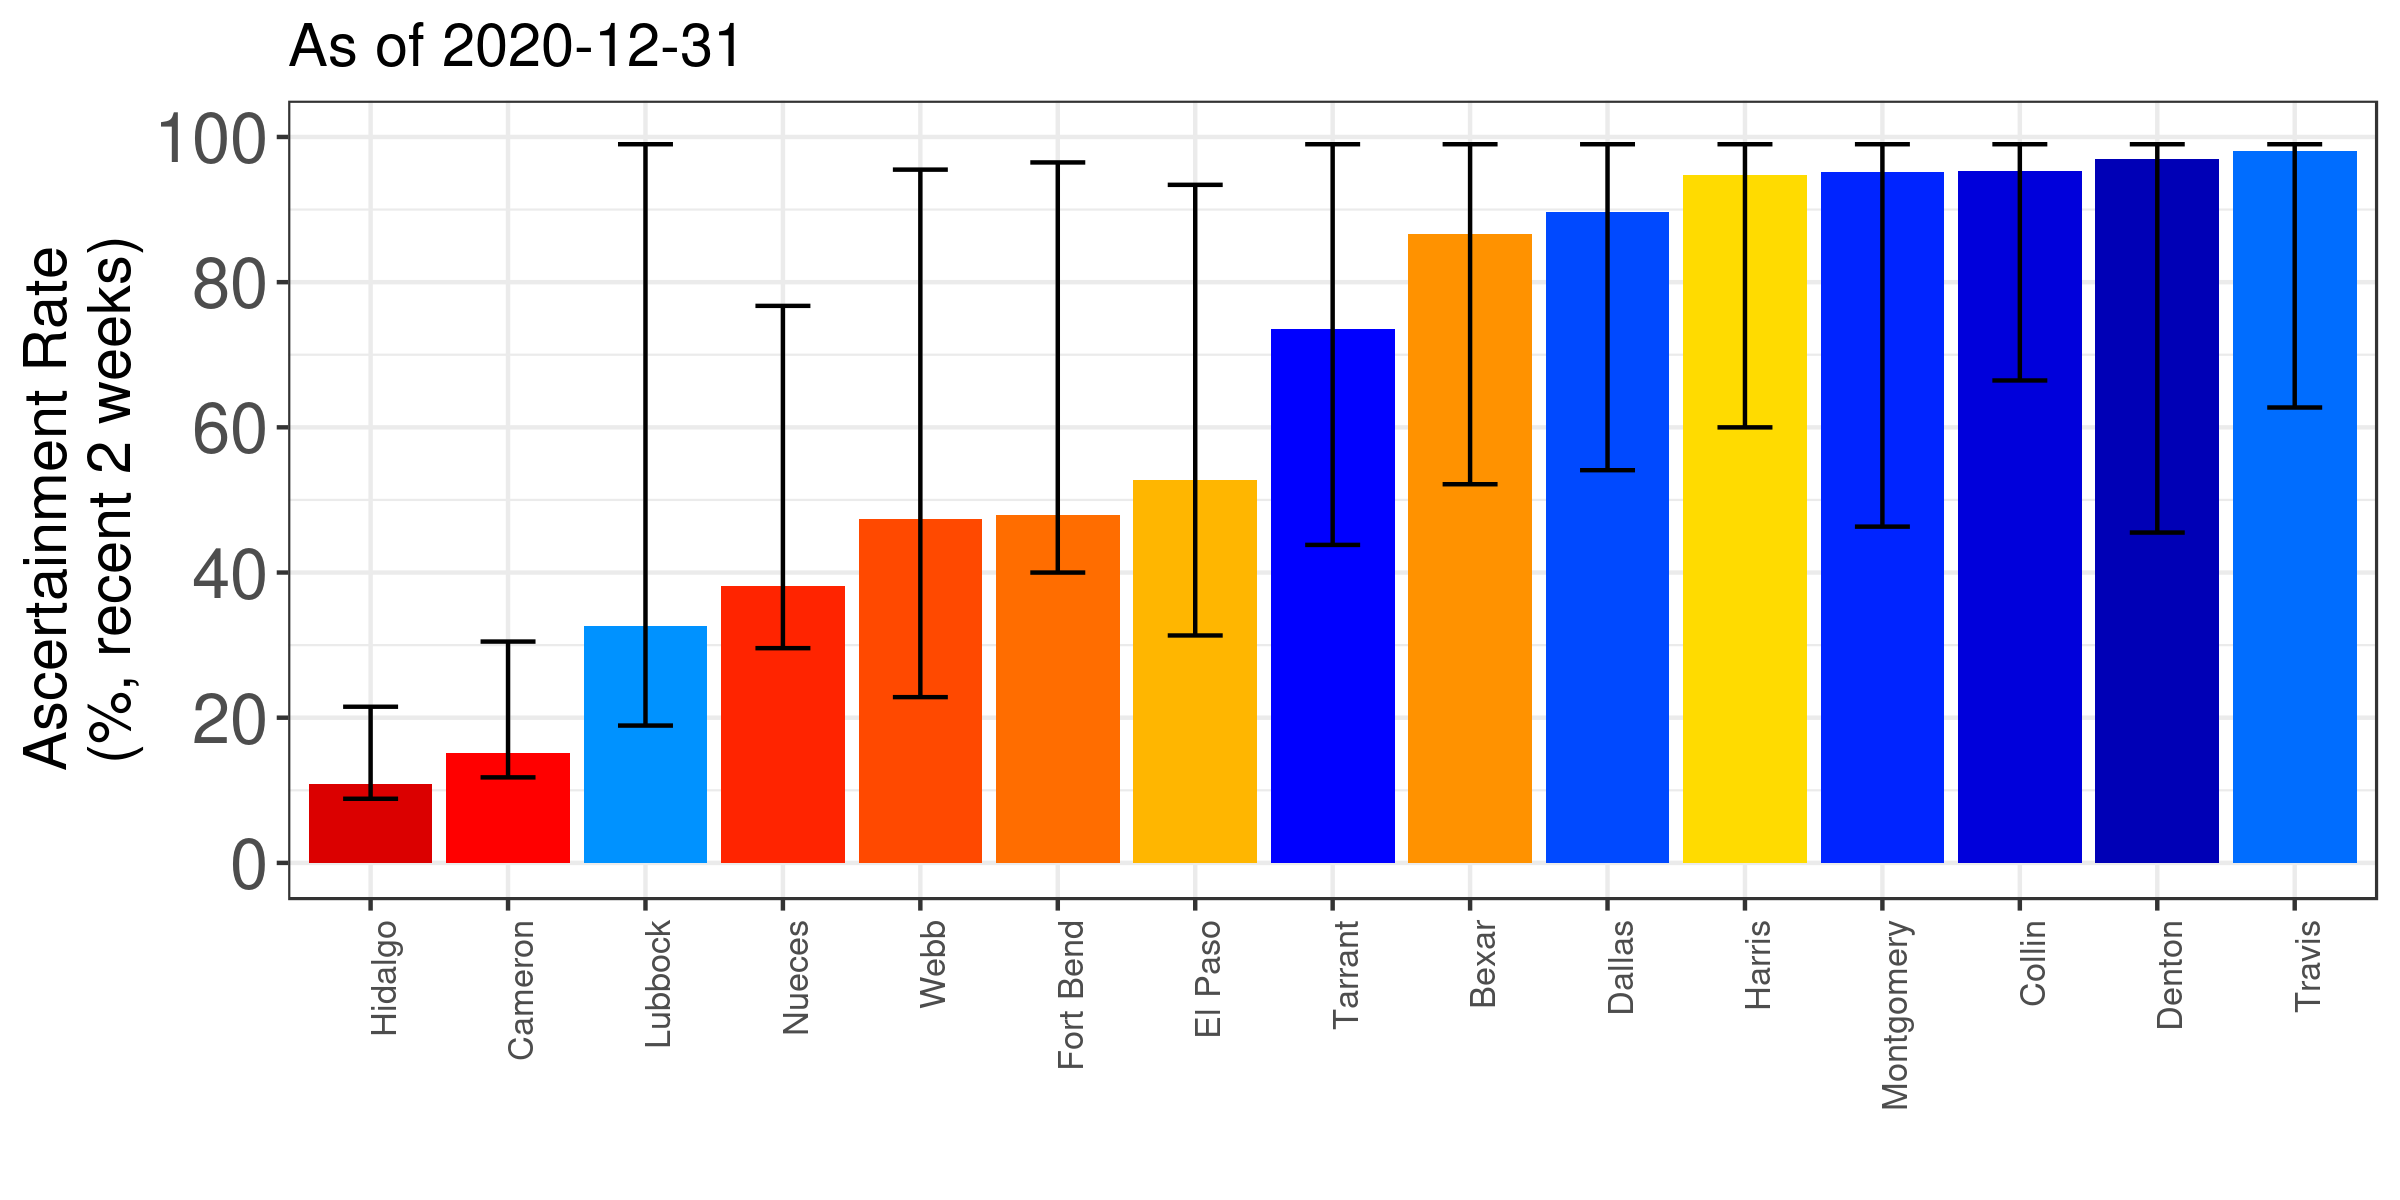 As of 2020-12-31
Ascertainment Rate
(%, recent 2 weeks)
100
80
60
40
20
0
Hidalgo
Cameron
Lubbock
Nueces
Webb
Fort Bend
El Paso
Tarrant
Bexar
Dallas
Harris
Montgomery
Collin
Denton
Travis